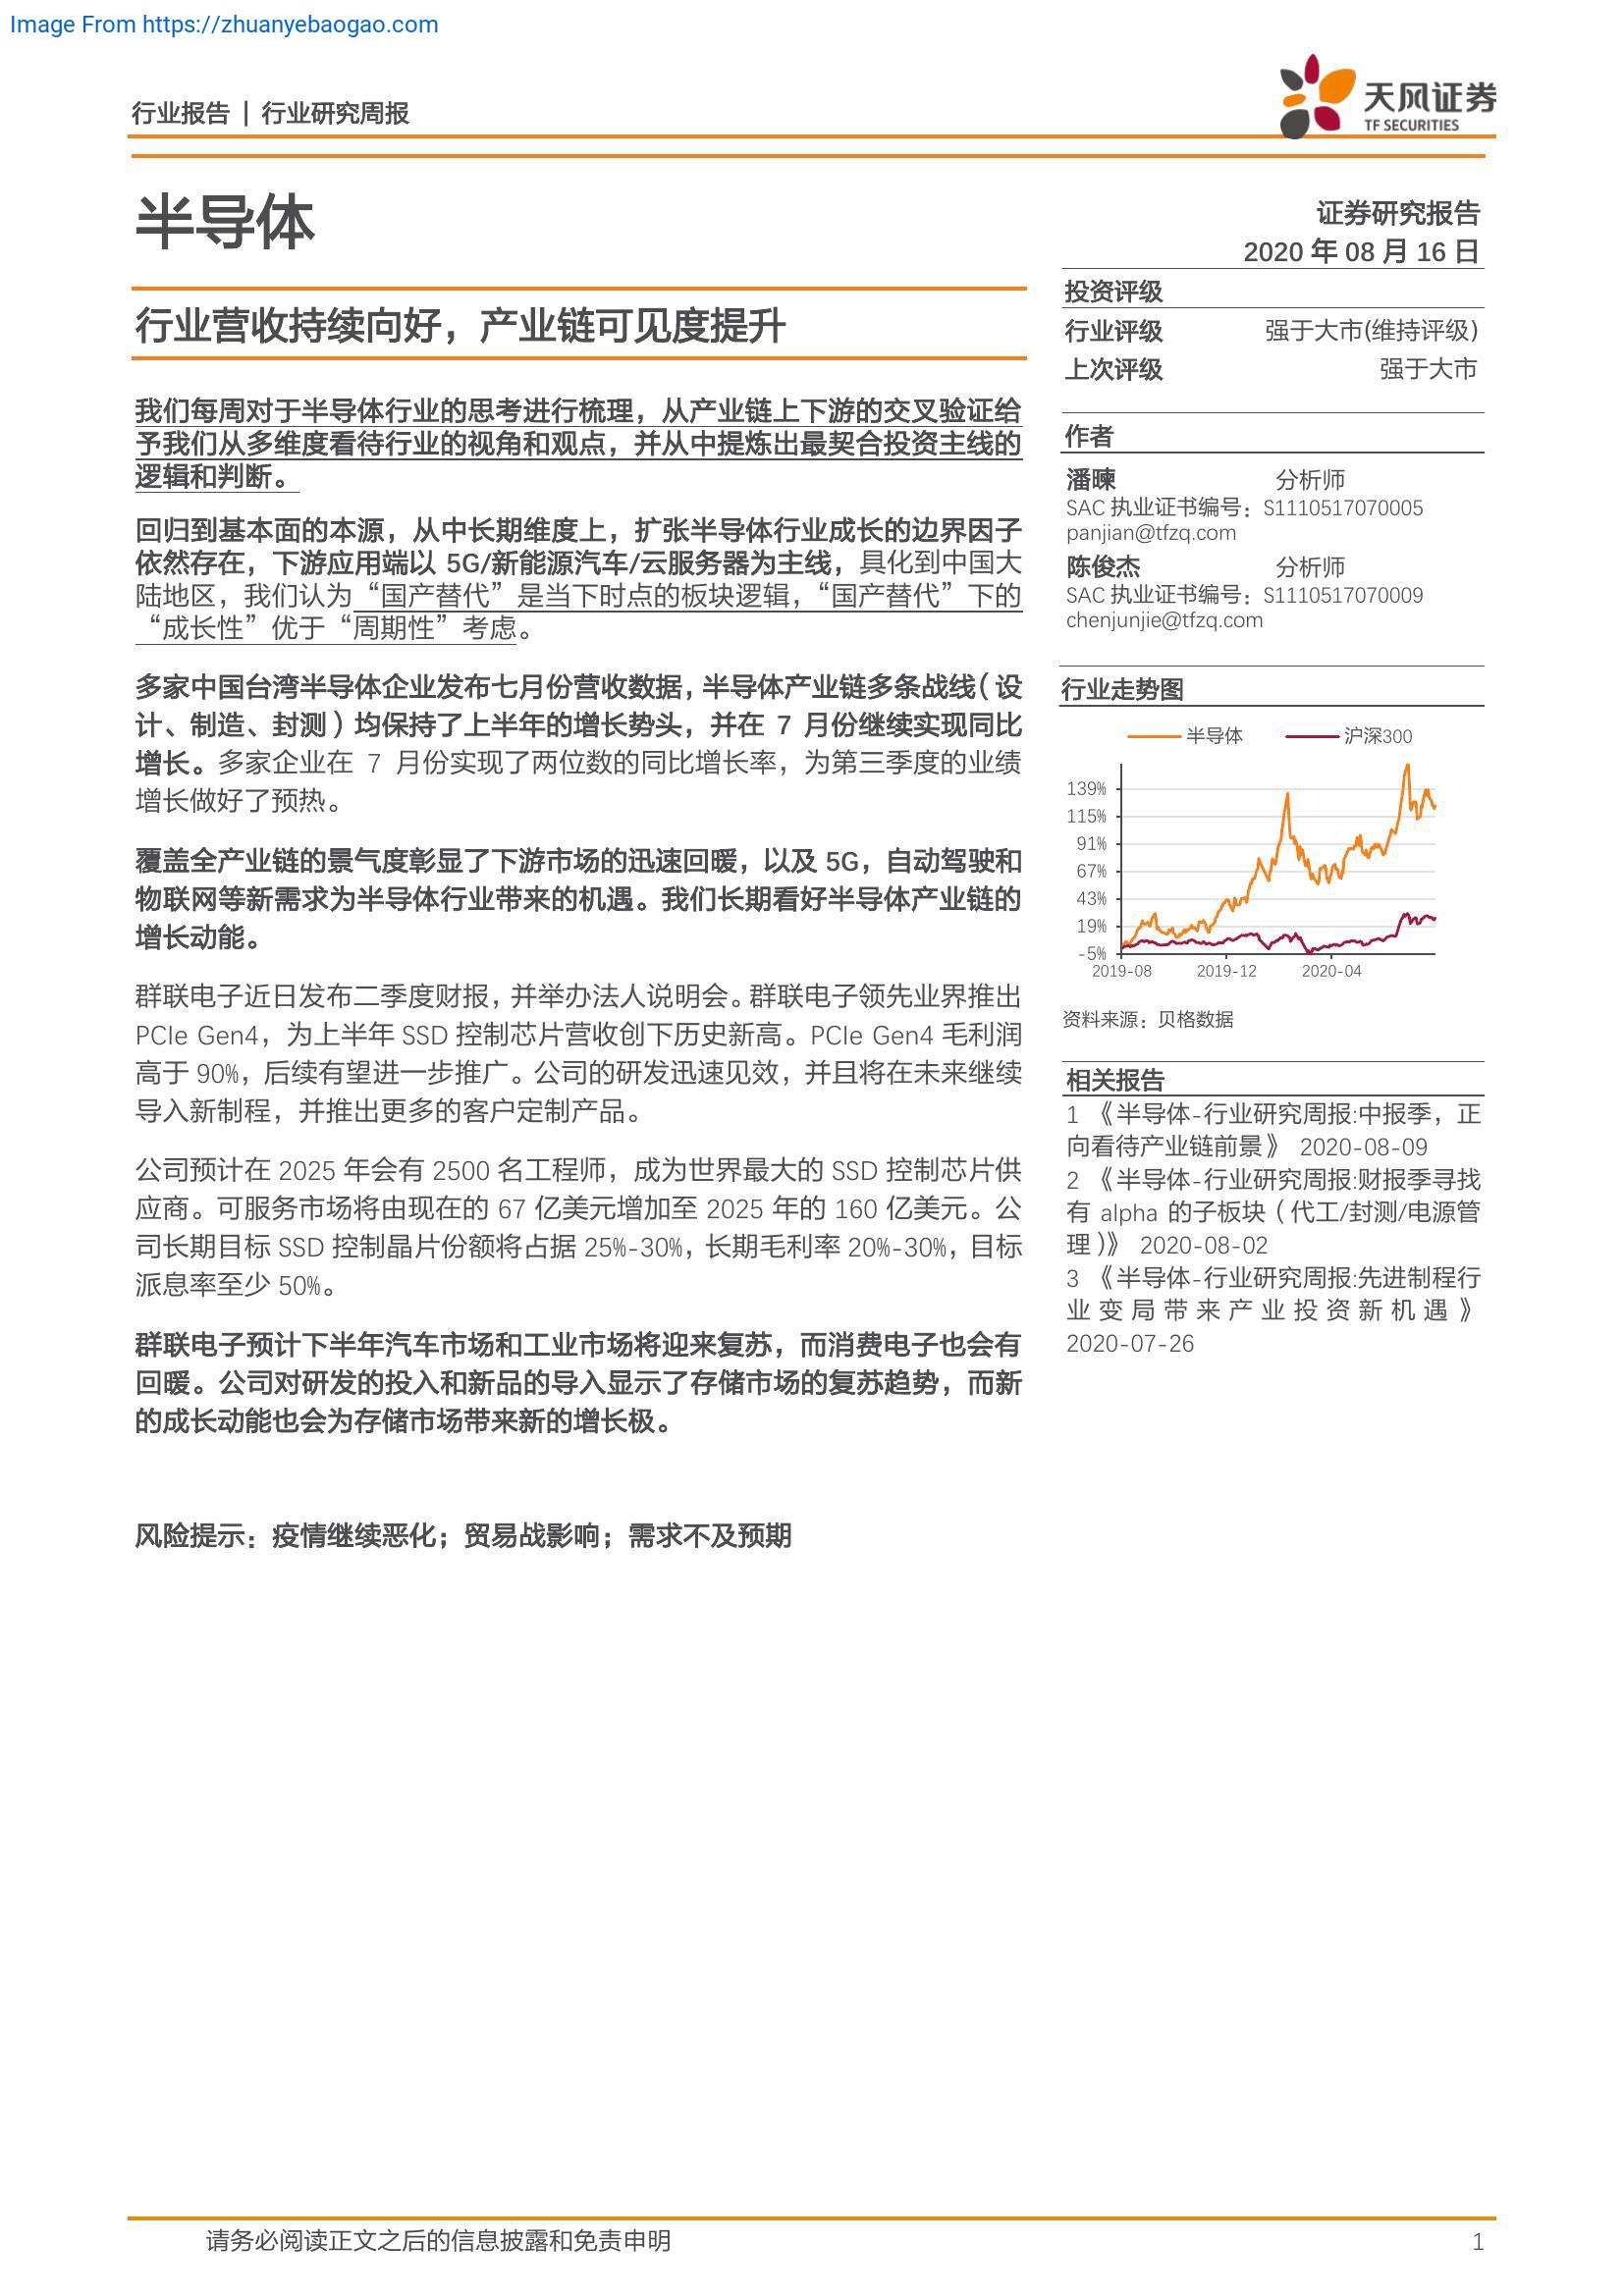 Image From https://zhuanyebaogao.com
行业报告 | 行业研究周报
天风证券
TF SECURITIES
半导体
证券研究报告
2020 年 08 月 16 日
行业营收持续向好，产业链可见度提升
我们每周对于半导体行业的思考进行梳理，从产业链上下游的交叉验证给
予我们从多维度看待行业的视角和观点，并从中提炼出最契合投资主线的
逻辑和判断。
回归到基本面的本源，从中长期维度上，扩张半导体行业成长的边界因子
依然存在，下游应用端以 5G/新能源汽车/云服务器为主线，具化到中国大
陆地区，我们认为“国产替代”是当下时点的板块逻辑，“国产替代”下的
“成长性”优于“周期性”考虑。
多家中国台湾半导体企业发布七月份营收数据，半导体产业链多条战线（设
计、制造、封测）均保持了上半年的增长势头，并在 7 月份继续实现同比
增长。多家企业在 7 月份实现了两位数的同比增长率，为第三季度的业绩
增长做好了预热。
覆盖全产业链的景气度彰显了下游市场的迅速回暖，以及 5G，自动驾驶和
物联网等新需求为半导体行业带来的机遇。我们长期看好半导体产业链的
增长动能。
群联电子近日发布二季度财报，并举办法人说明会。群联电子领先业界推出
PCIe Gen4，为上半年 SSD 控制芯片营收创下历史新高。PCIe Gen4 毛利润
高于 90%，后续有望进一步推广。公司的研发迅速见效，并且将在未来继续
导入新制程，并推出更多的客户定制产品。
公司预计在 2025 年会有 2500 名工程师，成为世界最大的 SSD 控制芯片供
应商。可服务市场将由现在的 67 亿美元增加至 2025 年的 160 亿美元。公
司长期目标 SSD 控制晶片份额将占据 25%-30%，长期毛利率 20%-30%，目标
派息率至少 50%。
群联电子预计下半年汽车市场和工业市场将迎来复苏，而消费电子也会有
回暖。公司对研发的投入和新品的导入显示了存储市场的复苏趋势，而新
的成长动能也会为存储市场带来新的增长极。
风险提示：疫情继续恶化；贸易战影响；需求不及预期
投资评级
行业评级 强于大市(维持评级)
上次评级 强于大市
作者
潘暕 分析师
SAC 执业证书编号：S1110517070005
panjian@tfzq.com
陈俊杰 分析师
SAC 执业证书编号：S1110517070009
chenjunjie@tfzq.com
行业走势图
半导体 沪深300
139%
115%
91%
67%
43%
19%
-5%
2019-08 2019-12 2020-04
资料来源：贝格数据
相关报告
1 《半导体-行业研究周报:中报季，正
向看待产业链前景》 2020-08-09
2 《半导体-行业研究周报:财报季寻找
有 alpha 的子板块（代工/封测/电源管
理）》 2020-08-02
3 《半导体-行业研究周报:先进制程行
业变局带来产业投资新机遇》
2020-07-26
请务必阅读正文之后的信息披露和免责申明 1